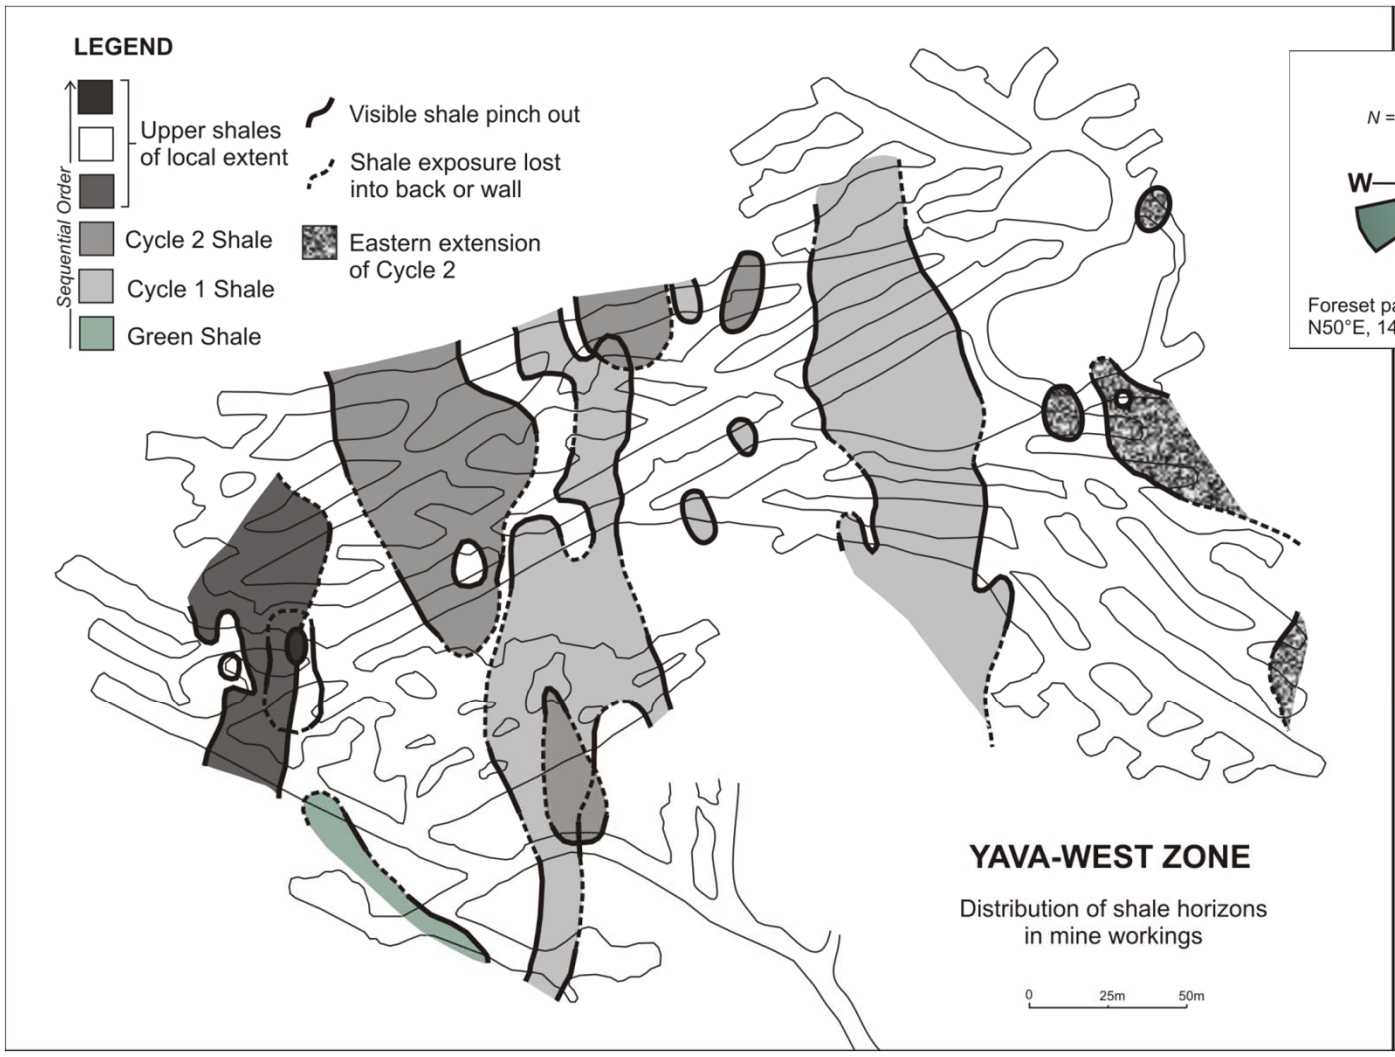 LEGEND
Sequential Order
Upper shales
of local extent
Cycle 2 Shale
Cycle 1 Shale
Green Shale
Visible shale pinch out
Shale exposure lost
into back or wall
Eastern extension
of Cycle 2
N =
W
Foreset pa
N50°E, 14
YAVA-WEST ZONE
Distribution of shale horizons
in mine workings
0 25m 50m